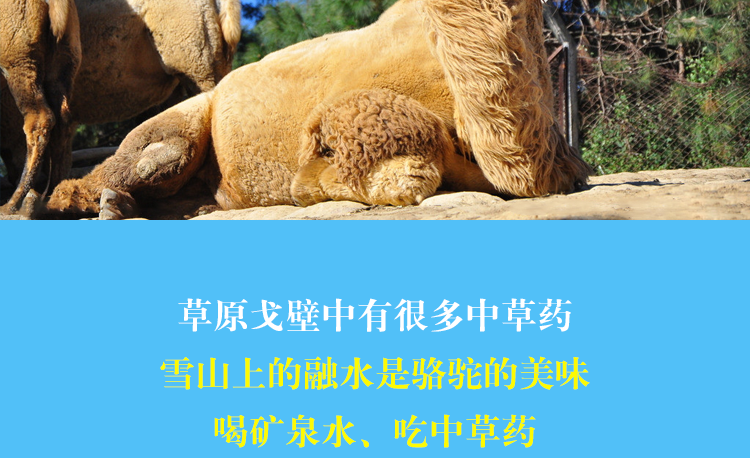 草原戈壁中有很多中草药
雪山上的融水是骆驼的美味
喝矿泉水、吃中草药